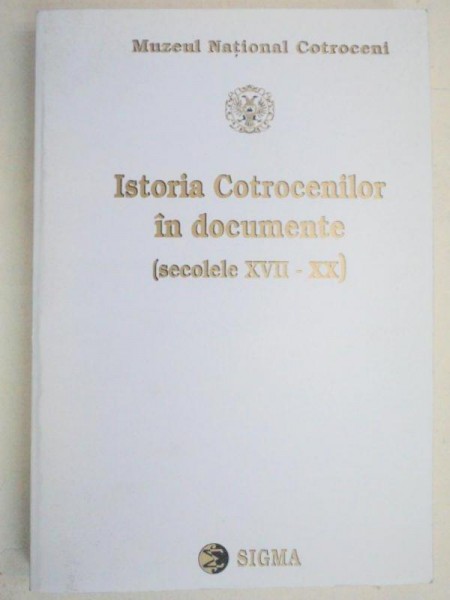 Muzeul Național Cotroceni
Istoria Cotrocenilor
în documente
(secolele XVII - XX)
SIGMA